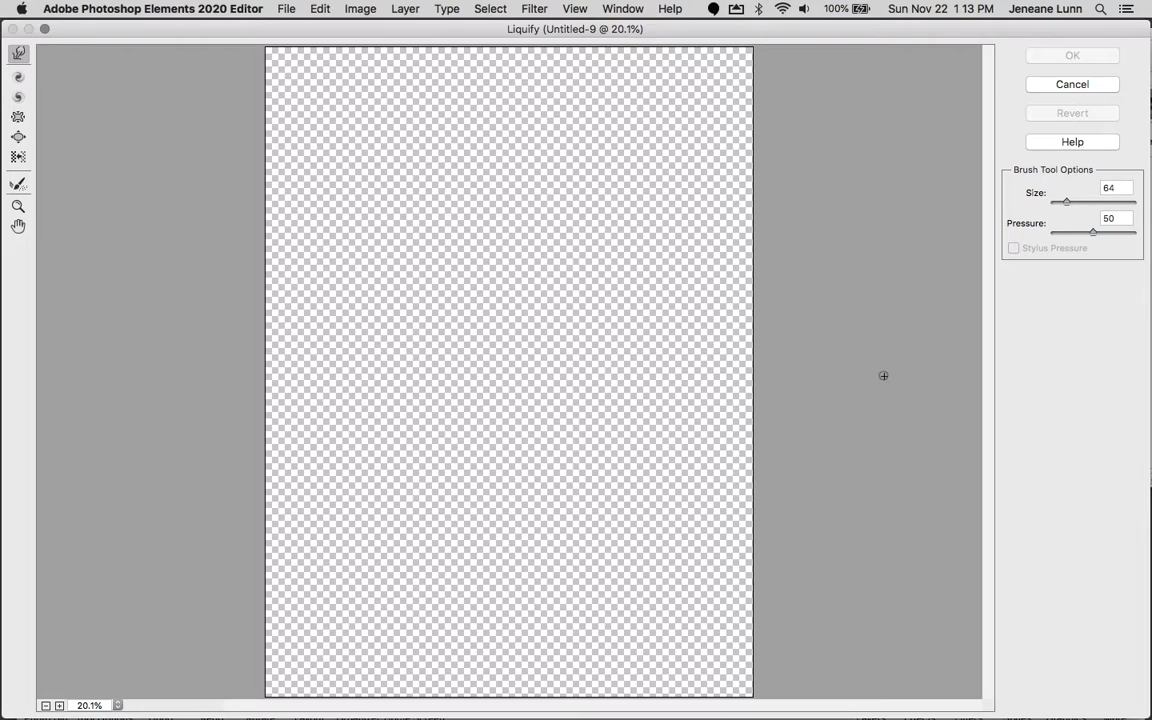 Adobe Photoshop Elements 2020 Editor File Edit Image Layer Type Select Filter View Window Help 100% Sun Nov 22 1 13 PM Jeneane Lunn
Liquify (Untitled-9 @ 20.1%)
OK
Cancel
Revert
Help
Brush Tool Options
Size: 64
Pressure: 50
Stylus Pressure
20.1%